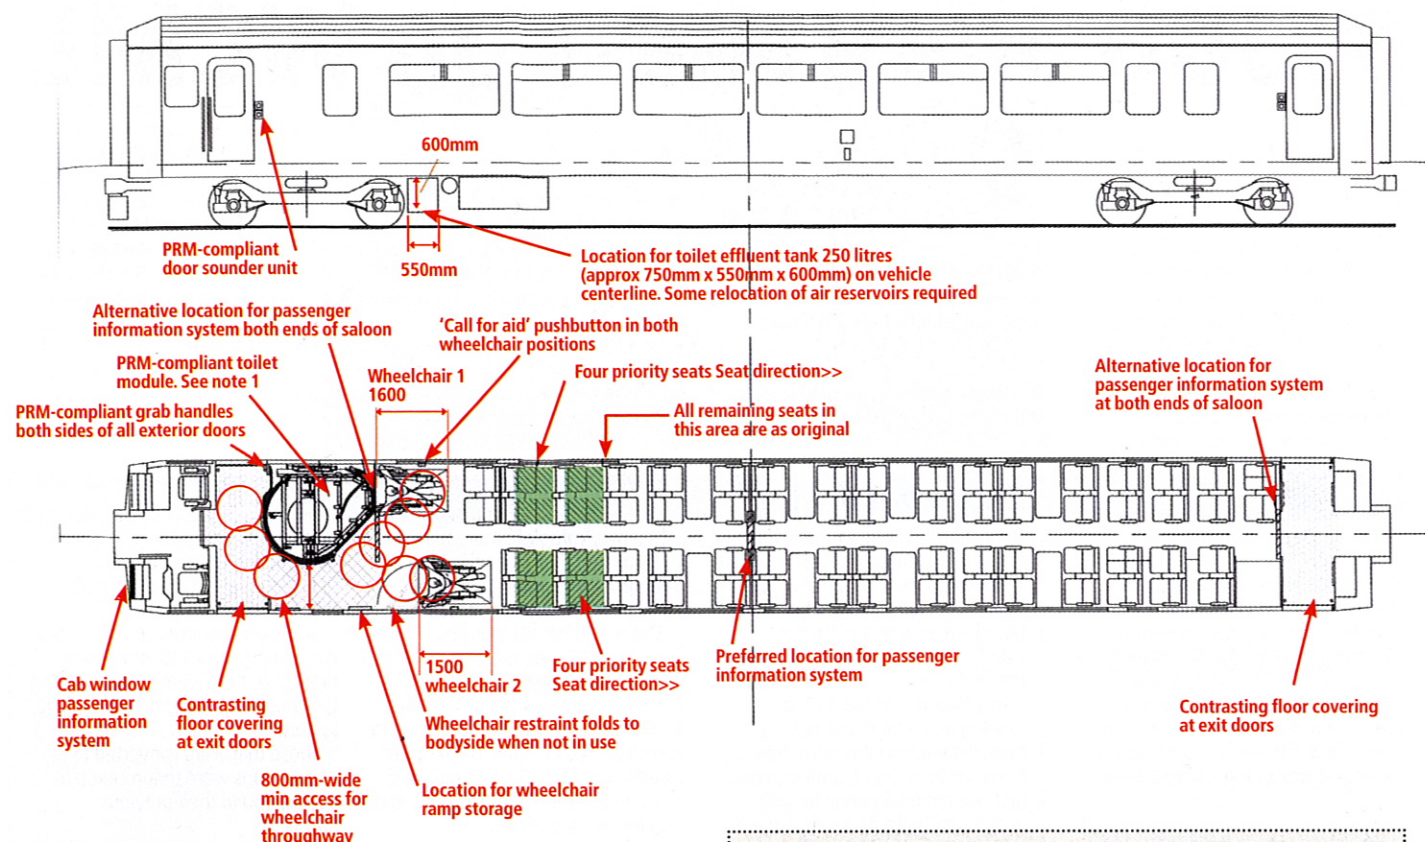 600mm
PRM-compliant
door sounder unit
550mm
Location for toilet effluent tank 250 litres
(approx 750mm x 550mm x 600mm) on vehicle
centerline. Some relocation of air reservoirs required
Alternative location for passenger
information system both ends of saloon
'Call for aid' pushbutton in both
wheelchair positions
PRM-compliant toilet
module. See note 1
Wheelchair 1
1600
Four priority seats Seat direction>>
Alternative location for
passenger information system
at both ends of saloon
PRM-compliant grab handles
both sides of all exterior doors
All remaining seats in
this area are as original
1500
wheelchair 2
Four priority seats
Seat direction>>
Preferred location for passenger
information system
Cab window
passenger
information
system
Contrasting
floor covering
at exit doors
Wheelchair restraint folds to
bodyside when not in use
Contrasting floor covering
at exit doors
800mm-wide
min access for
wheelchair
throughway
Location for wheelchair
ramp storage